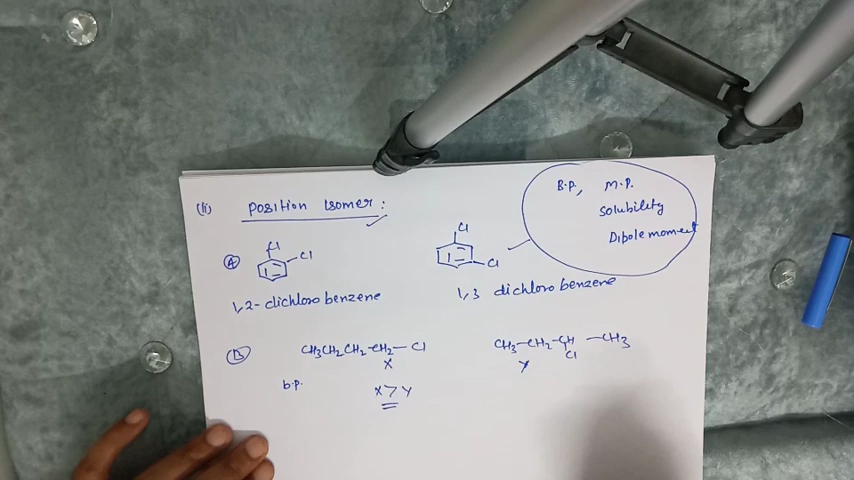 (ii) Position Isomer:
B.P., M.P.
Solubility
Dipole moment
(A)
Cl
Cl
1,2-dichloro benzene
Cl
Cl
1,3 dichloro benzene
(B) CH3CH2CH2-CH2-Cl
X
CH3-CH2-CH-CH3
Cl
Y
b.p. X>Y